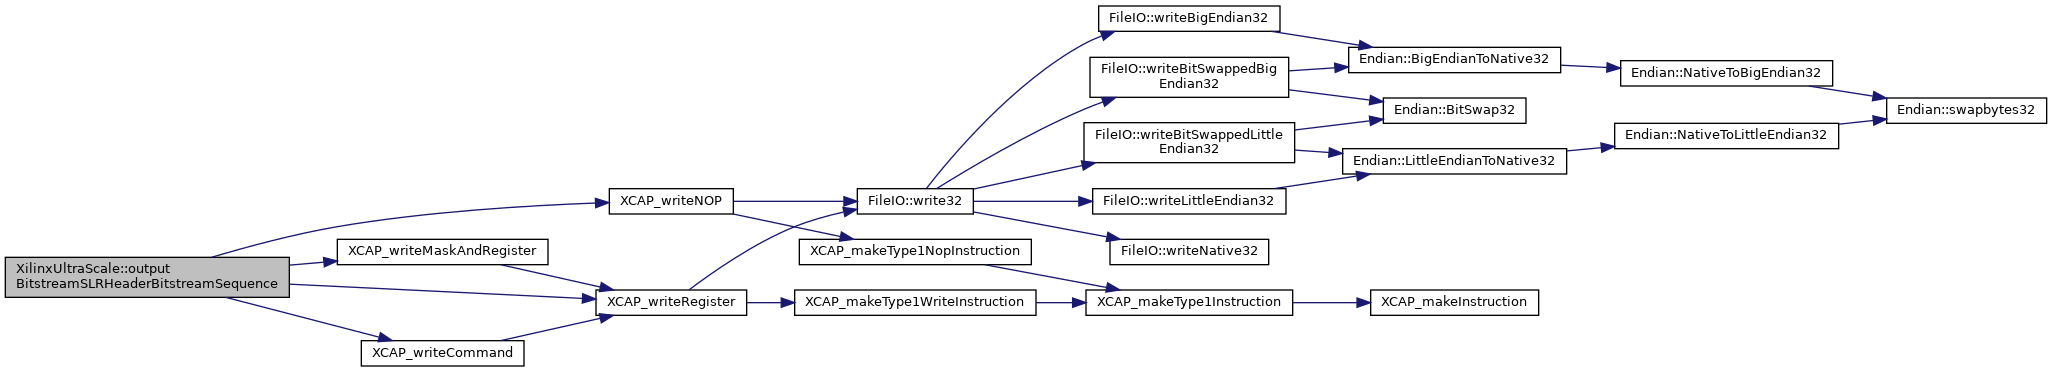 XilinxUltraScale::output
BitstreamSLRHeaderBitstreamSequence
XCAP_writeNOP
XCAP_writeMaskAndRegister
XCAP_writeRegister
XCAP_writeCommand
FileIO::write32
XCAP_makeType1NopInstruction
XCAP_makeType1WriteInstruction
FileIO::writeBigEndian32
FileIO::writeBitSwappedBig
Endian32
FileIO::writeBitSwappedLittle
Endian32
FileIO::writeLittleEndian32
FileIO::writeNative32
XCAP_makeType1Instruction
Endian::BigEndianToNative32
Endian::BitSwap32
Endian::LittleEndianToNative32
XCAP_makeInstruction
Endian::NativeToBigEndian32
Endian::NativeToLittleEndian32
Endian::swapbytes32